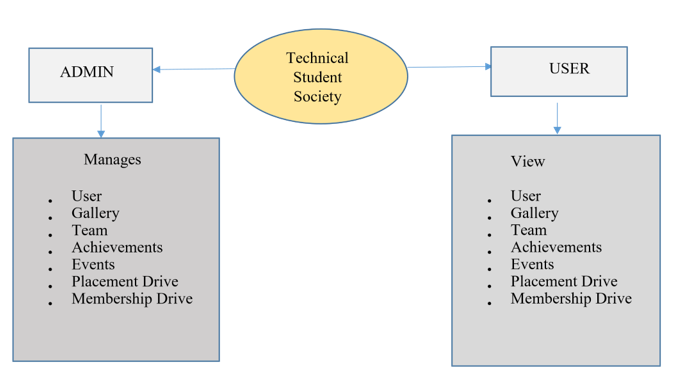 Technical
Student
Society
ADMIN
USER
Manages
• User
• Gallery
• Team
• Achievements
• Events
• Placement Drive
• Membership Drive
View
• User
• Gallery
• Team
• Achievements
• Events
• Placement Drive
• Membership Drive